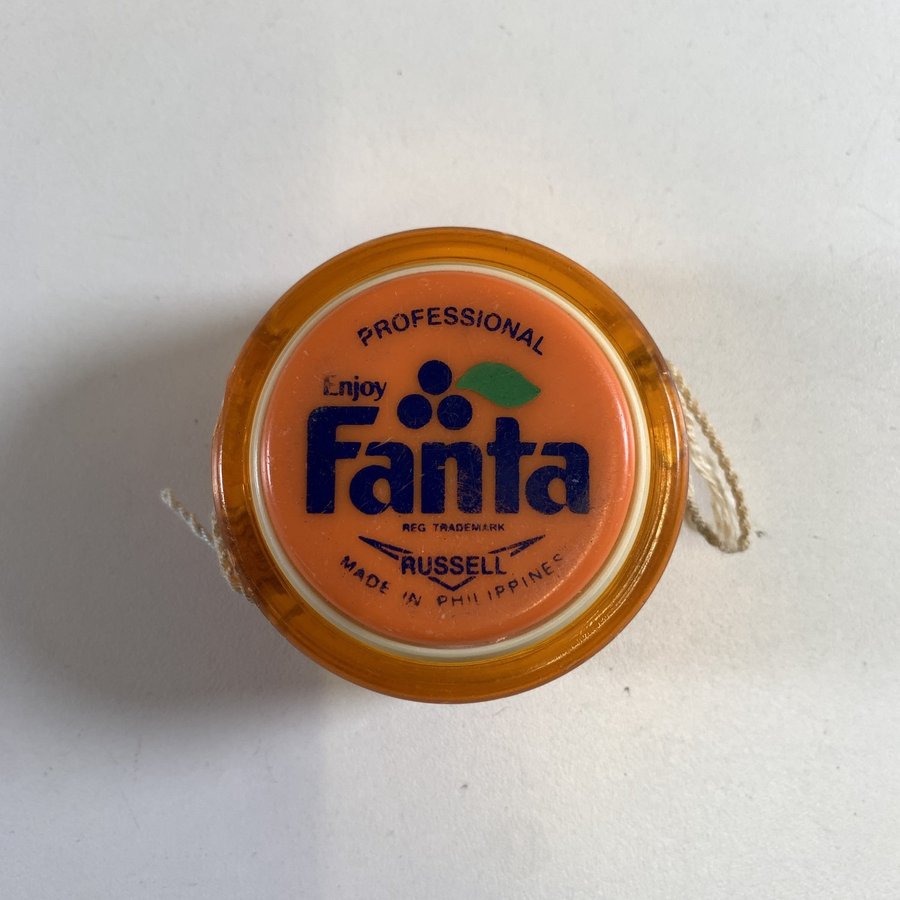 PROFESSIONAL
Enjoy
Fanta
REG TRADEMARK
RUSSELL
MADE IN PHILIPPINES